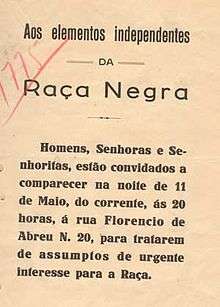 Aos elementos independentes
DA
Raça Negra
Homens, Senhoras e Se-
nhoritas, estão convidados a
comparecer na noite de 11
de Maio, do corrente, ás 20
horas, á rua Florencio de
Abreu N. 20, para tratarem
de assumptos de urgente
interesse para a Raça.
1775